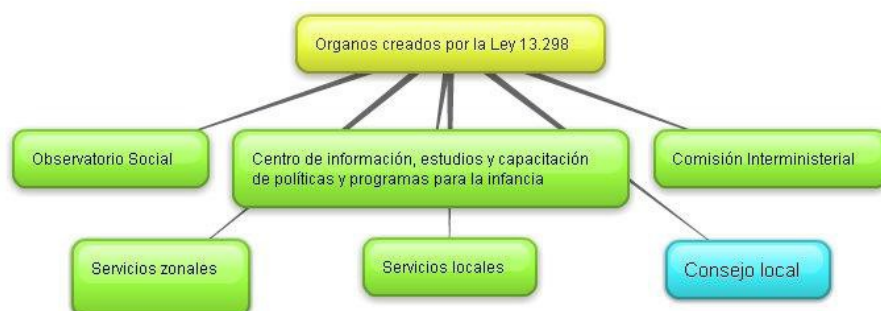 Organos creados por la Ley 13.298
Observatorio Social
Centro de información, estudios y capacitación
de políticas y programas para la infancia
Comisión Interministerial
Servicios zonales
Servicios locales
Consejo local